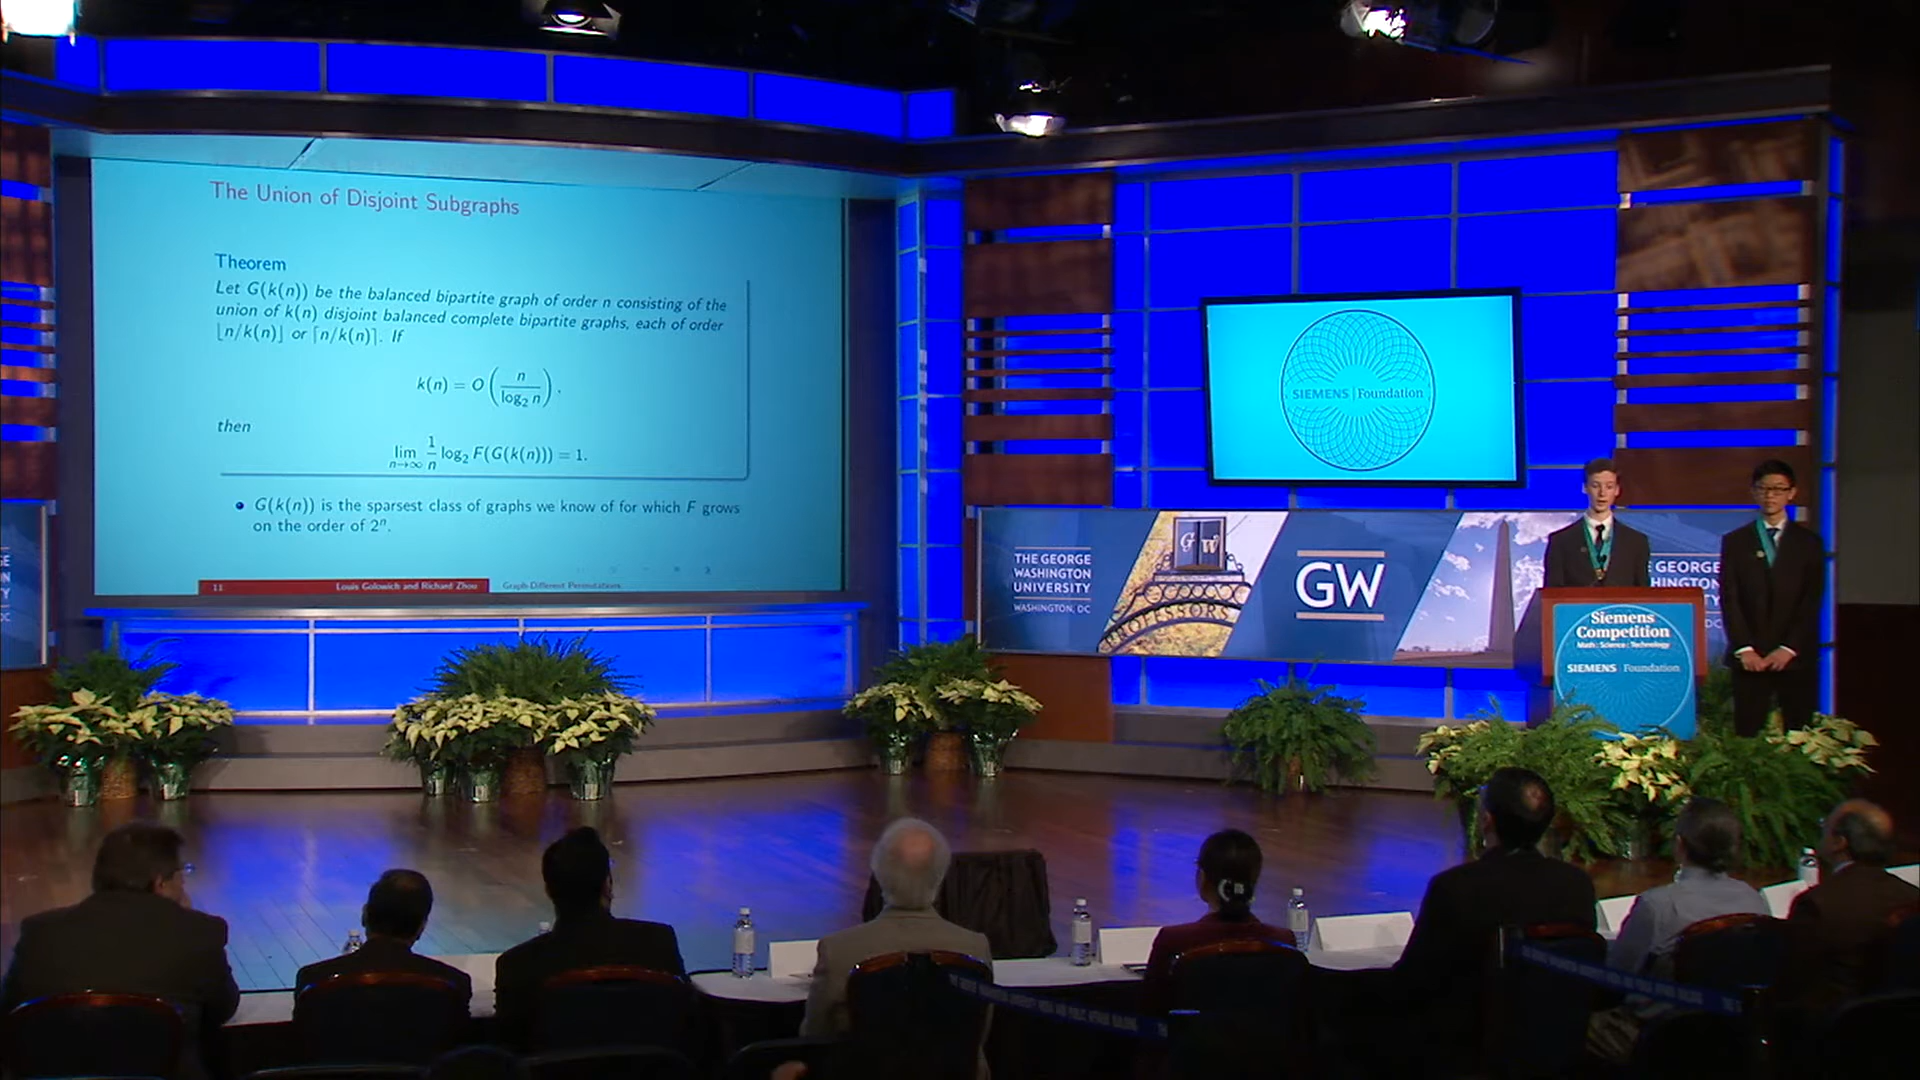 The Union of Disjoint Subgraphs
Theorem
Let G(k(n)) be the balanced bipartite graph of order n consisting of the
union of k(n) disjoint balanced complete bipartite graphs, each of order
⌊n/k(n)⌋ or ⌈n/k(n)⌉. If
k(n) = O(n / log₂ n),
then
lim n→∞ 1/n log₂ F(G(k(n))) = 1.
• G(k(n)) is the sparsest class of graphs we know of for which F grows
on the order of 2ⁿ.
11 Louis Golowich and Richard Zhou Graph-Different Permutations
SIEMENS | Foundation
THE GEORGE
WASHINGTON
UNIVERSITY
WASHINGTON, DC
G W
PROFESSORS
GW
E GEORGE
HINGTON
TY
DC
Siemens
Competition
Math : Science : Technology
SIEMENS | Foundation